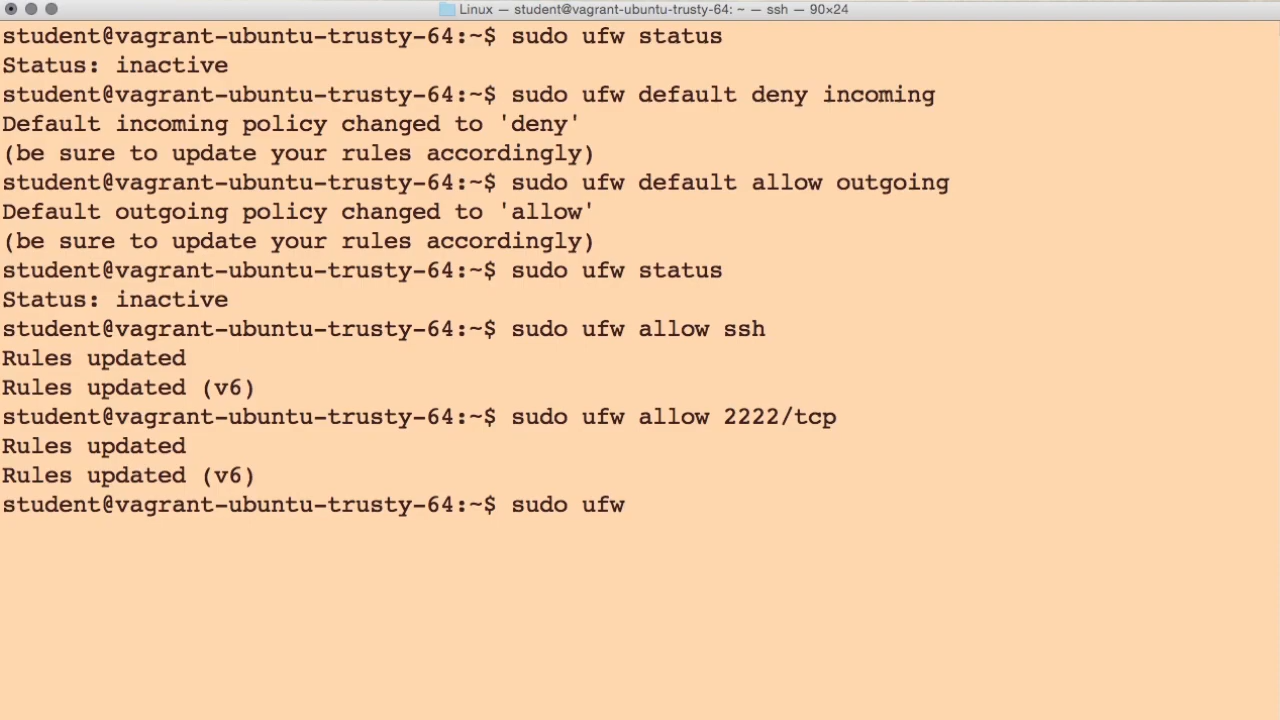 Linux — student@vagrant-ubuntu-trusty-64: ~ — ssh — 90×24
student@vagrant-ubuntu-trusty-64:~$ sudo ufw status
Status: inactive
student@vagrant-ubuntu-trusty-64:~$ sudo ufw default deny incoming
Default incoming policy changed to 'deny'
(be sure to update your rules accordingly)
student@vagrant-ubuntu-trusty-64:~$ sudo ufw default allow outgoing
Default outgoing policy changed to 'allow'
(be sure to update your rules accordingly)
student@vagrant-ubuntu-trusty-64:~$ sudo ufw status
Status: inactive
student@vagrant-ubuntu-trusty-64:~$ sudo ufw allow ssh
Rules updated
Rules updated (v6)
student@vagrant-ubuntu-trusty-64:~$ sudo ufw allow 2222/tcp
Rules updated
Rules updated (v6)
student@vagrant-ubuntu-trusty-64:~$ sudo ufw